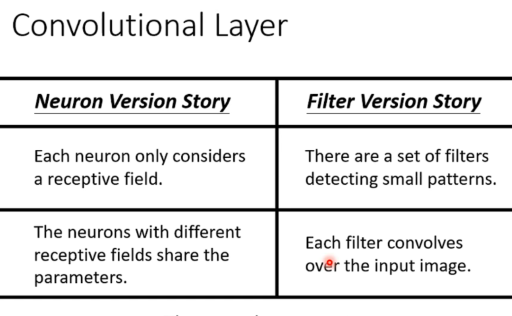 Convolutional Layer
Neuron Version Story
Filter Version Story
Each neuron only considers
a receptive field.
There are a set of filters
detecting small patterns.
The neurons with different
receptive fields share the
parameters.
Each filter convolves
over the input image.